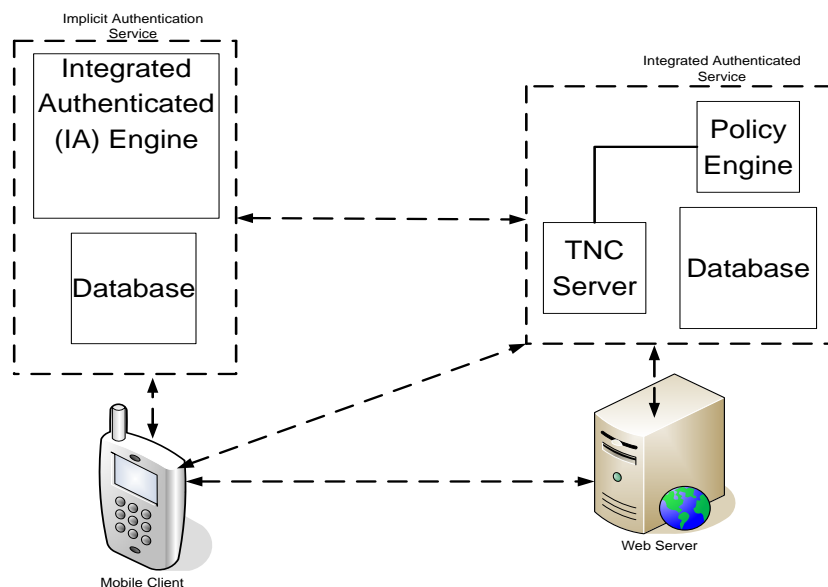 Implicit Authentication
Service
Integrated
Authenticated
(IA) Engine
Database
Integrated Authenticated
Service
Policy
Engine
TNC
Server
Database
Mobile Client
Web Server